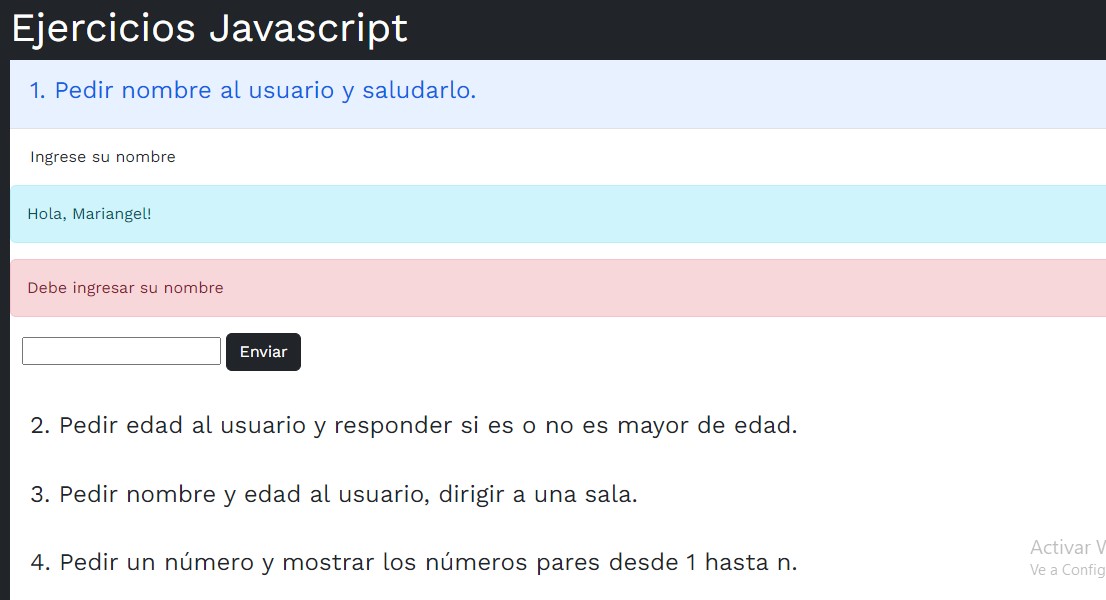 Ejercicios Javascript
1. Pedir nombre al usuario y saludarlo.
Ingrese su nombre
Hola, Mariangel!
Debe ingresar su nombre
Enviar
2. Pedir edad al usuario y responder si es o no es mayor de edad.
3. Pedir nombre y edad al usuario, dirigir a una sala.
4. Pedir un número y mostrar los números pares desde 1 hasta n.
Activar
Ve a Config